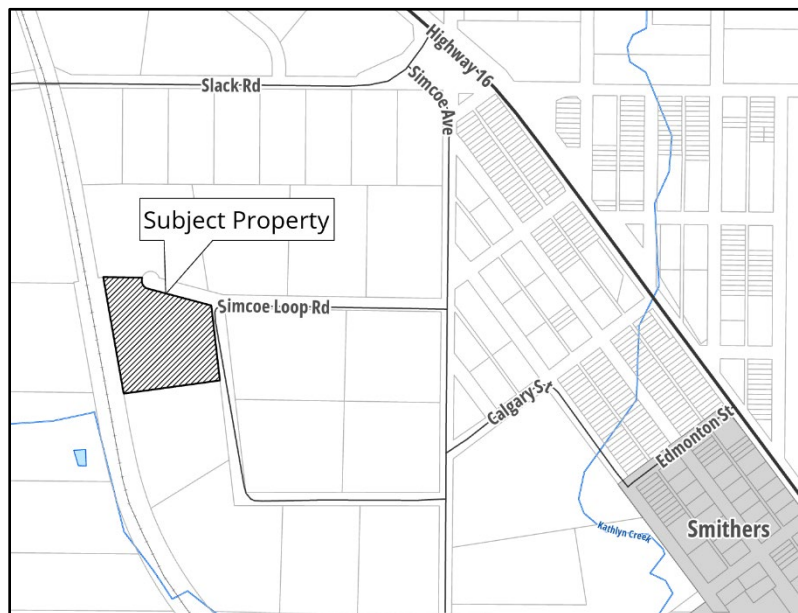 Highway 16
Slack Rd
Simcoe Ave
Subject Property
Simcoe Loop Rd
Calgary St
Edmonton St
Smithers
Kathlyn Creek